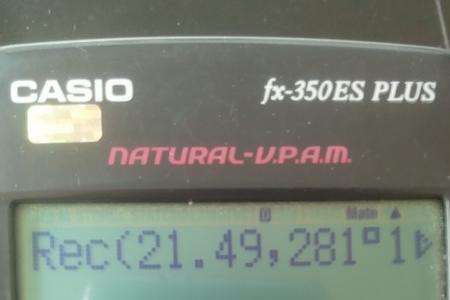 CASIO fx-350ES PLUS
NATURAL-V.P.A.M.
D Math ▲
Rec(21.49,281°1▷